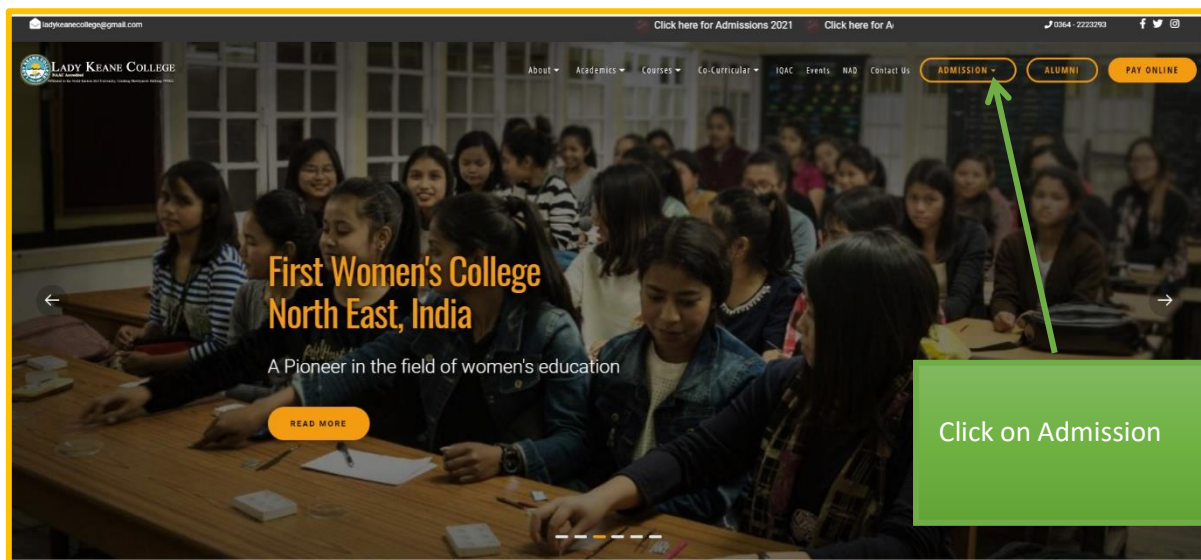 ladykeanecollege@gmail.com
Click here for Admissions 2021 Click here for A
0364 - 2223293
LADY KEANE COLLEGE
NAAC Accredited
About Academics Courses Co-Curricular IQAC Events NAD Contact Us ADMISSION ALUMNI PAY ONLINE
First Women's College
North East, India
A Pioneer in the field of women's education
READ MORE
Click on Admission